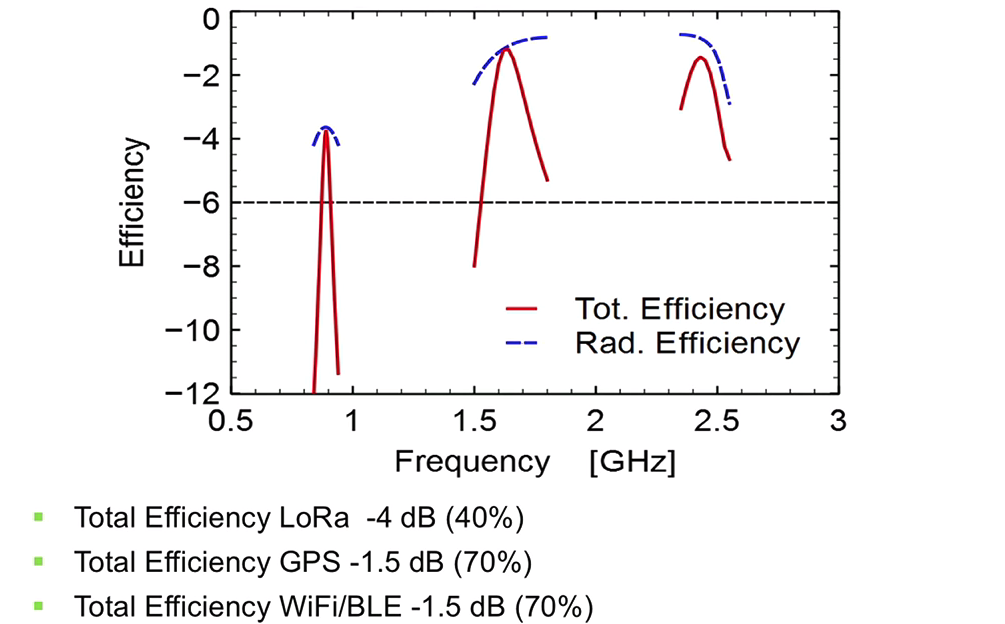 0
−2
−4
−6
−8
−10
−12
Efficiency
Tot. Efficiency
Rad. Efficiency
0.5 1 1.5 2 2.5 3
Frequency [GHz]
Total Efficiency LoRa -4 dB (40%)
Total Efficiency GPS -1.5 dB (70%)
Total Efficiency WiFi/BLE -1.5 dB (70%)